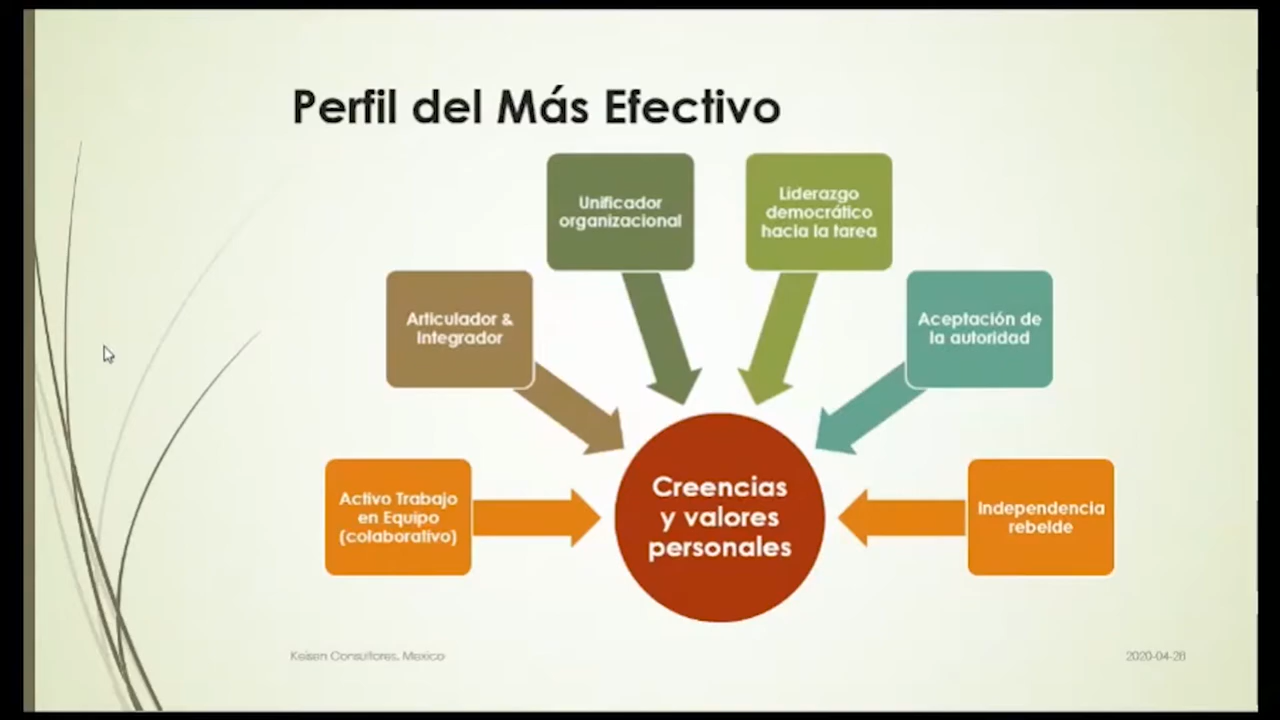 Perfil del Más Efectivo
Unificador
organizacional
Liderazgo
democrático
hacia la tarea
Articulador &
Integrador
Aceptación de
la autoridad
Activo Trabajo
en Equipo
(colaborativo)
Creencias
y valores
personales
Independencia
rebelde
Keisen Consultores, Mexico
2020-04-28